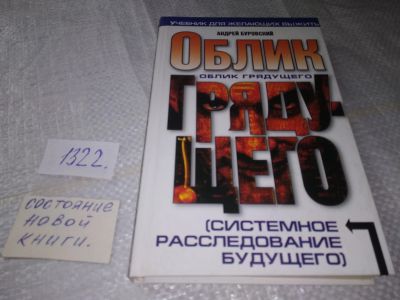 УЧЕБНИК ДЛЯ ЖЕЛАЮЩИХ ВЫЖИТЬ
АНДРЕЙ БУРОВСКИЙ
ОБЛИК
ОБЛИК ГРЯДУЩЕГО
ГРЯДУ-
ЩЕГО
(СИСТЕМНОЕ
РАССЛЕДОВАНИЕ
БУДУЩЕГО)
1322.
СОСТОЯНИЕ
НОВОЙ
КНИГИ.